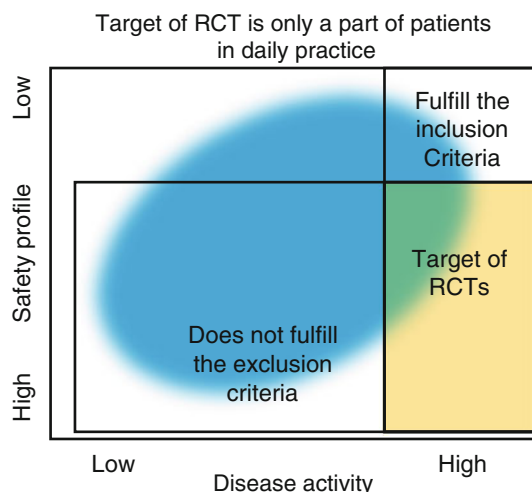 Target of RCT is only a part of patients
in daily practice
Low
Safety profile
High
Fulfill the
inclusion
Criteria
Target of
RCTs
Does not fulfill
the exclusion
criteria
Low
High
Disease activity